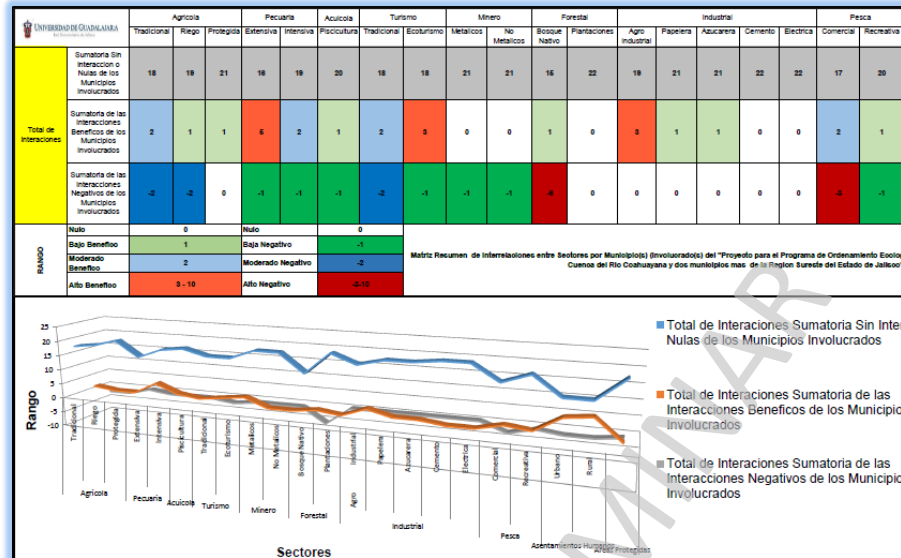 UNIVERSIDAD DE GUADALAJARA
Agricola Pecuaria Acuicola Turismo Minero Forestal Industrial Pesca
Tradicional Riego Protegida Extensiva Intensiva Piscicultura Tradicional Ecoturismo Metalicos No Metalicos Bosque Nativo Plantaciones Agro Industrial Papelera Azucarera Cemento Electrica Comercial Recreativa
Total de Interaciones
Sumatoria Sin
Interaccion o
Nulas de los
Municipios
Involucrados
18 19 21 16 19 20 18 18 21 21 15 22 19 21 21 22 22 17 20
Sumatoria de las
Interacciones
Beneficos de los
Municipios
Involucrados
2 1 1 5 2 1 2 3 0 0 1 0 3 1 1 0 0 2 1
Sumatoria de las
Interacciones
Negativos de los
Municipios
Involucrados
-2 -2 0 -1 -1 -1 -2 -1 -1 -1 0 0 0 0 0 0 -1
RANGO
Nulo 0 Nulo 0
Bajo Benefico 1 Baja Negativo -1
Moderado Benefico 2 Moderado Negativo -2
Alto Benefico 3 - 10 Alto Negativo -3-10
Matriz Resumen de Interrelaciones entre Sectores por Municipio(s) (Involucrado(s) del "Proyecto para el Programa de Ordenamiento Ecolog
Cuenca del Rio Coahuayana y dos municipios mas de la Region Sureste del Estado de Jalisco"
25
20
15
10
5
0
-5
-10
Rango
Tradicional Riego Protegida Extensiva Intensiva Piscicultura Tradicional Ecoturismo Metalicos No Metalicos Bosque Nativo Plantaciones Industrial Papelera Azucarera Cemento Electrica Comercial Recreativa Urbano Rural
Agro
Agricola Pecuaria Acuicola Turismo Minero Forestal Industrial Pesca Asentamientos Humanos Areas Protegidas
Sectores
Total de Interaciones Sumatoria Sin Inter
Nulas de los Municipios Involucrados
Total de Interaciones Sumatoria de las
Interacciones Beneficos de los Municipio
Involucrados
Total de Interaciones Sumatoria de las
Interacciones Negativos de los Municipio
Involucrados
MINAR